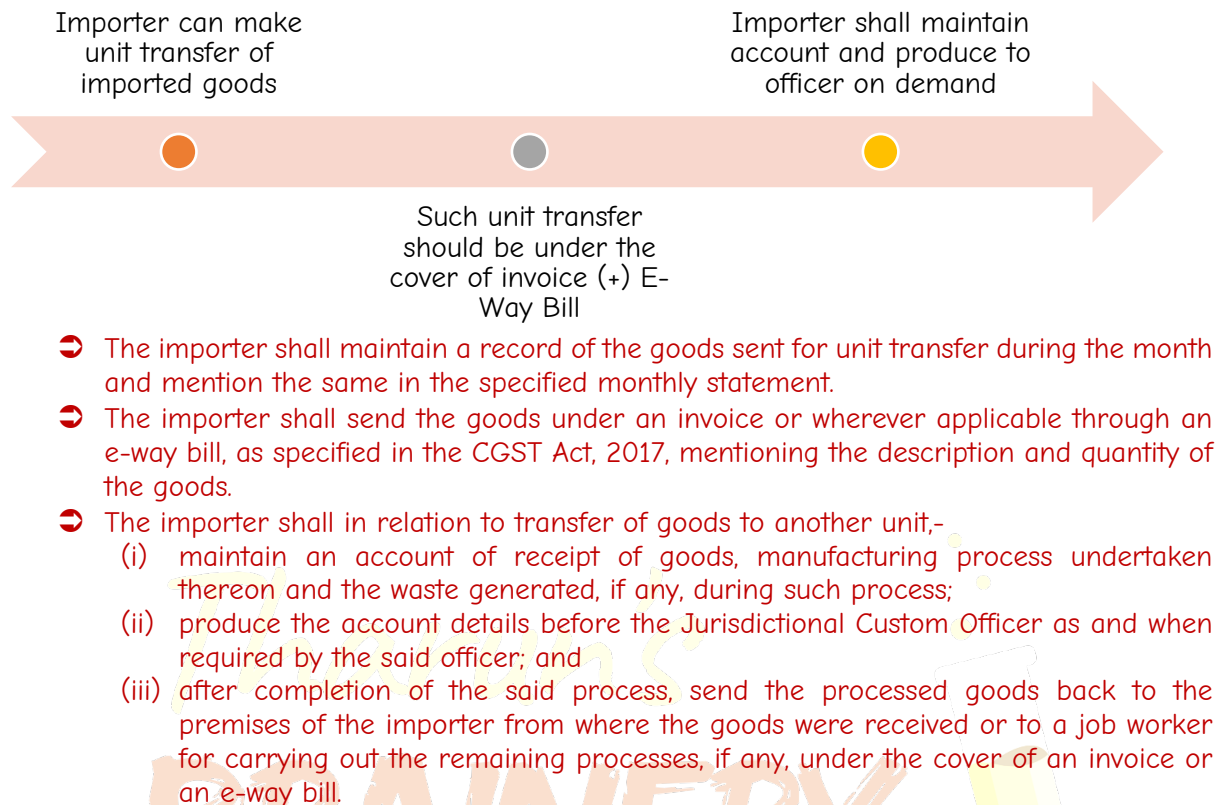 Importer can make
unit transfer of
imported goods
Importer shall maintain
account and produce to
officer on demand
Such unit transfer
should be under the
cover of invoice (+) E-
Way Bill
The importer shall maintain a record of the goods sent for unit transfer during the month
and mention the same in the specified monthly statement.
The importer shall send the goods under an invoice or wherever applicable through an
e-way bill, as specified in the CGST Act, 2017, mentioning the description and quantity of
the goods.
The importer shall in relation to transfer of goods to another unit,-
(i) maintain an account of receipt of goods, manufacturing process undertaken
thereon and the waste generated, if any, during such process;
(ii) produce the account details before the Jurisdictional Custom Officer as and when
required by the said officer; and
(iii) after completion of the said process, send the processed goods back to the
premises of the importer from where the goods were received or to a job worker
for carrying out the remaining processes, if any, under the cover of an invoice or
an e-way bill.
Tharun's